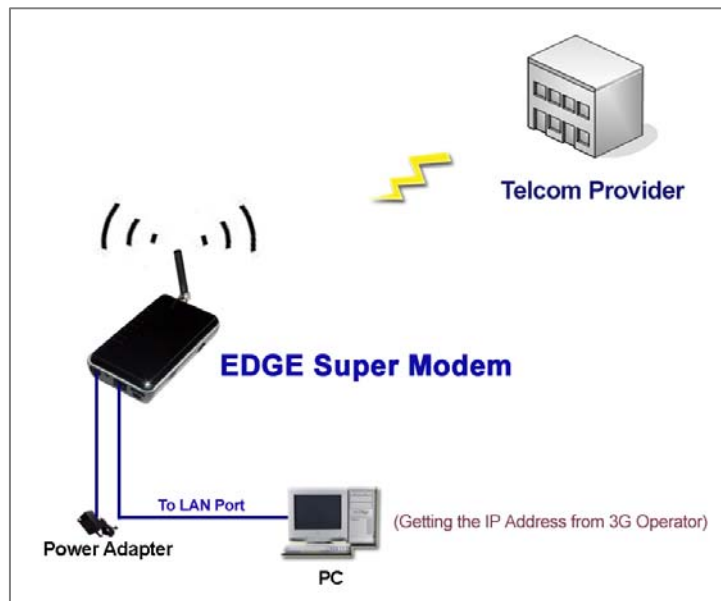 Telcom Provider
EDGE Super Modem
To LAN Port
(Getting the IP Address from 3G Operator)
Power Adapter
PC